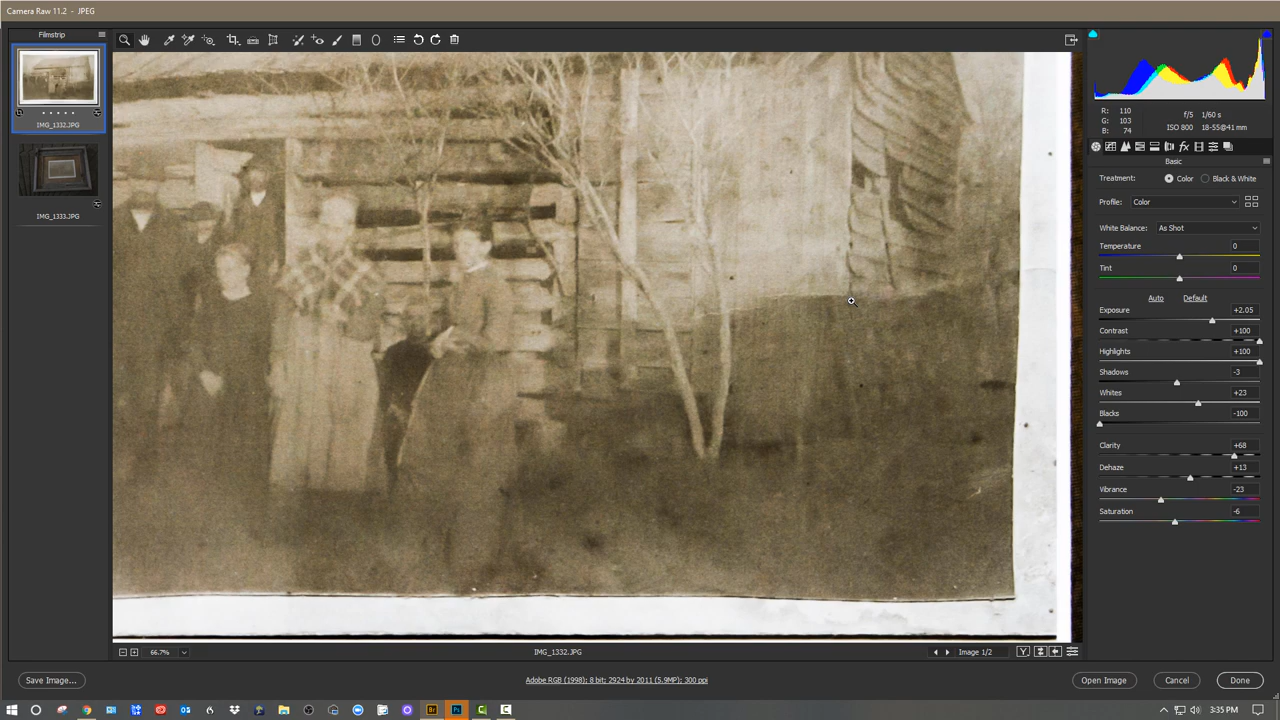 Camera Raw 11.2 - JPEG
Filmstrip
IMG_1332.JPG
IMG_1333.JPG
R: 110
G: 103
B: 74
f/5 1/60 s
ISO 800 18-55@41 mm
Basic
Treatment: Color Black & White
Profile: Color
White Balance: As Shot
Temperature 0
Tint 0
Auto Default
Exposure +2.05
Contrast +100
Highlights +100
Shadows -3
Whites +23
Blacks -100
Clarity +68
Dehaze +13
Vibrance -23
Saturation -6
66.7% IMG_1332.JPG Image 1/2 Y
Save Image... Adobe RGB (1998); 8 bit; 2924 by 2011 (5.9MP); 300 ppi Open Image Cancel Done
Br Ps 3:35 PM